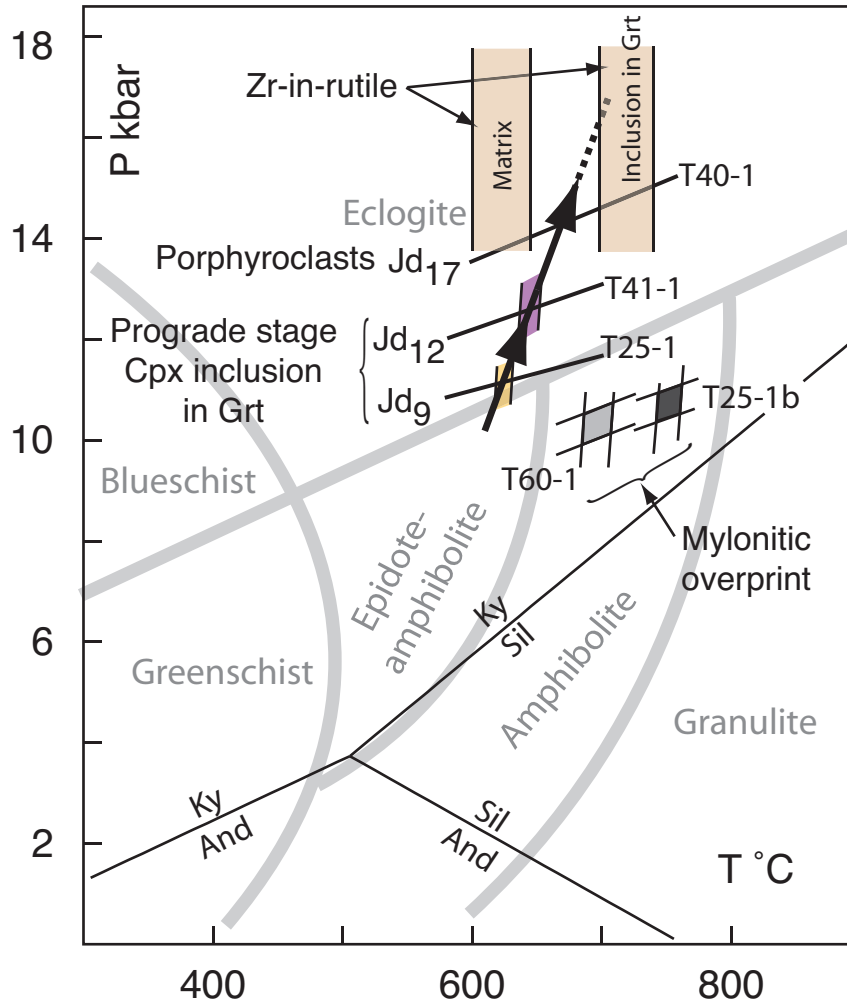 18
P kbar
Zr-in-rutile
Matrix
Inclusion in Grt
T40-1
Eclogite
14
Porphyroclasts Jd17
T41-1
Prograde stage
Cpx inclusion
in Grt
Jd12
T25-1
Jd9
T25-1b
10
T60-1
Blueschist
Mylonitic
overprint
Epidote-
amphibolite
Ky
Sil
6
Greenschist
Amphibolite
Granulite
Ky
And
Sil
And
2
T °C
400
600
800